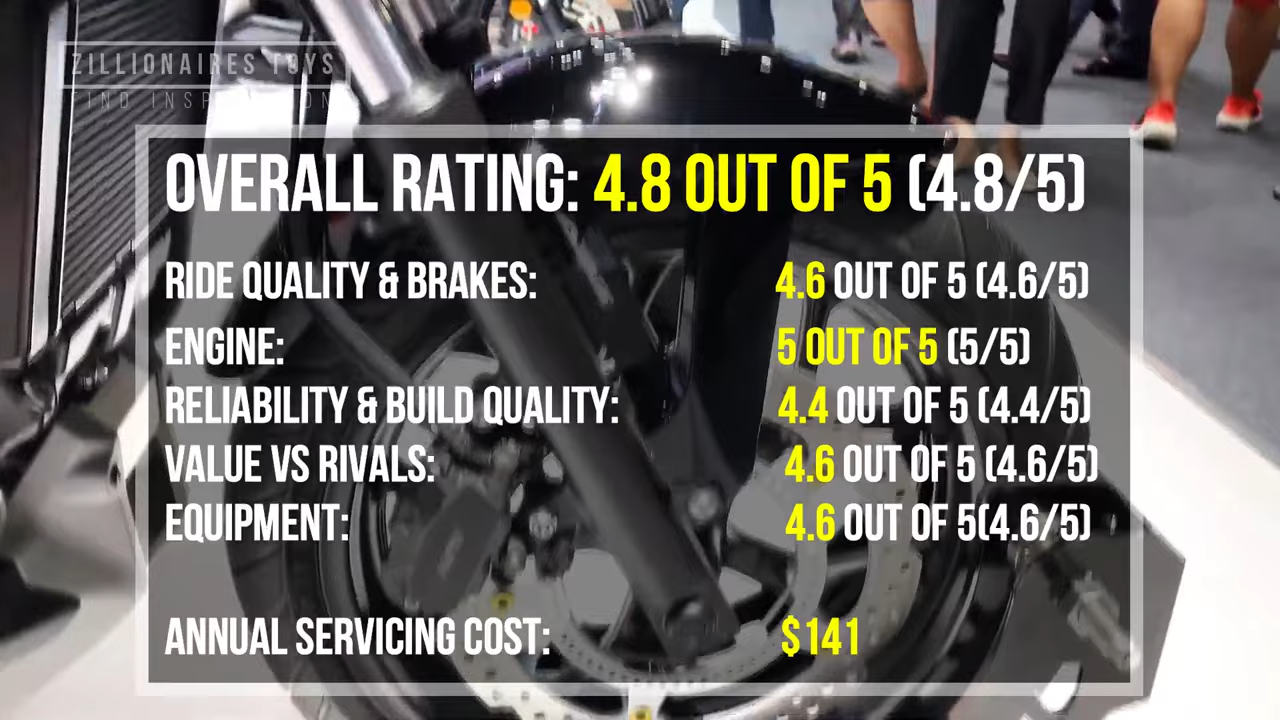 ZILLIONAIRES TOYS
OVERALL RATING: 4.8 OUT OF 5 (4.8/5)
RIDE QUALITY & BRAKES: 4.6 OUT OF 5 (4.6/5)
ENGINE: 5 OUT OF 5 (5/5)
RELIABILITY & BUILD QUALITY: 4.4 OUT OF 5 (4.4/5)
VALUE VS RIVALS: 4.6 OUT OF 5 (4.6/5)
EQUIPMENT: 4.6 OUT OF 5(4.6/5)
ANNUAL SERVICING COST: $141